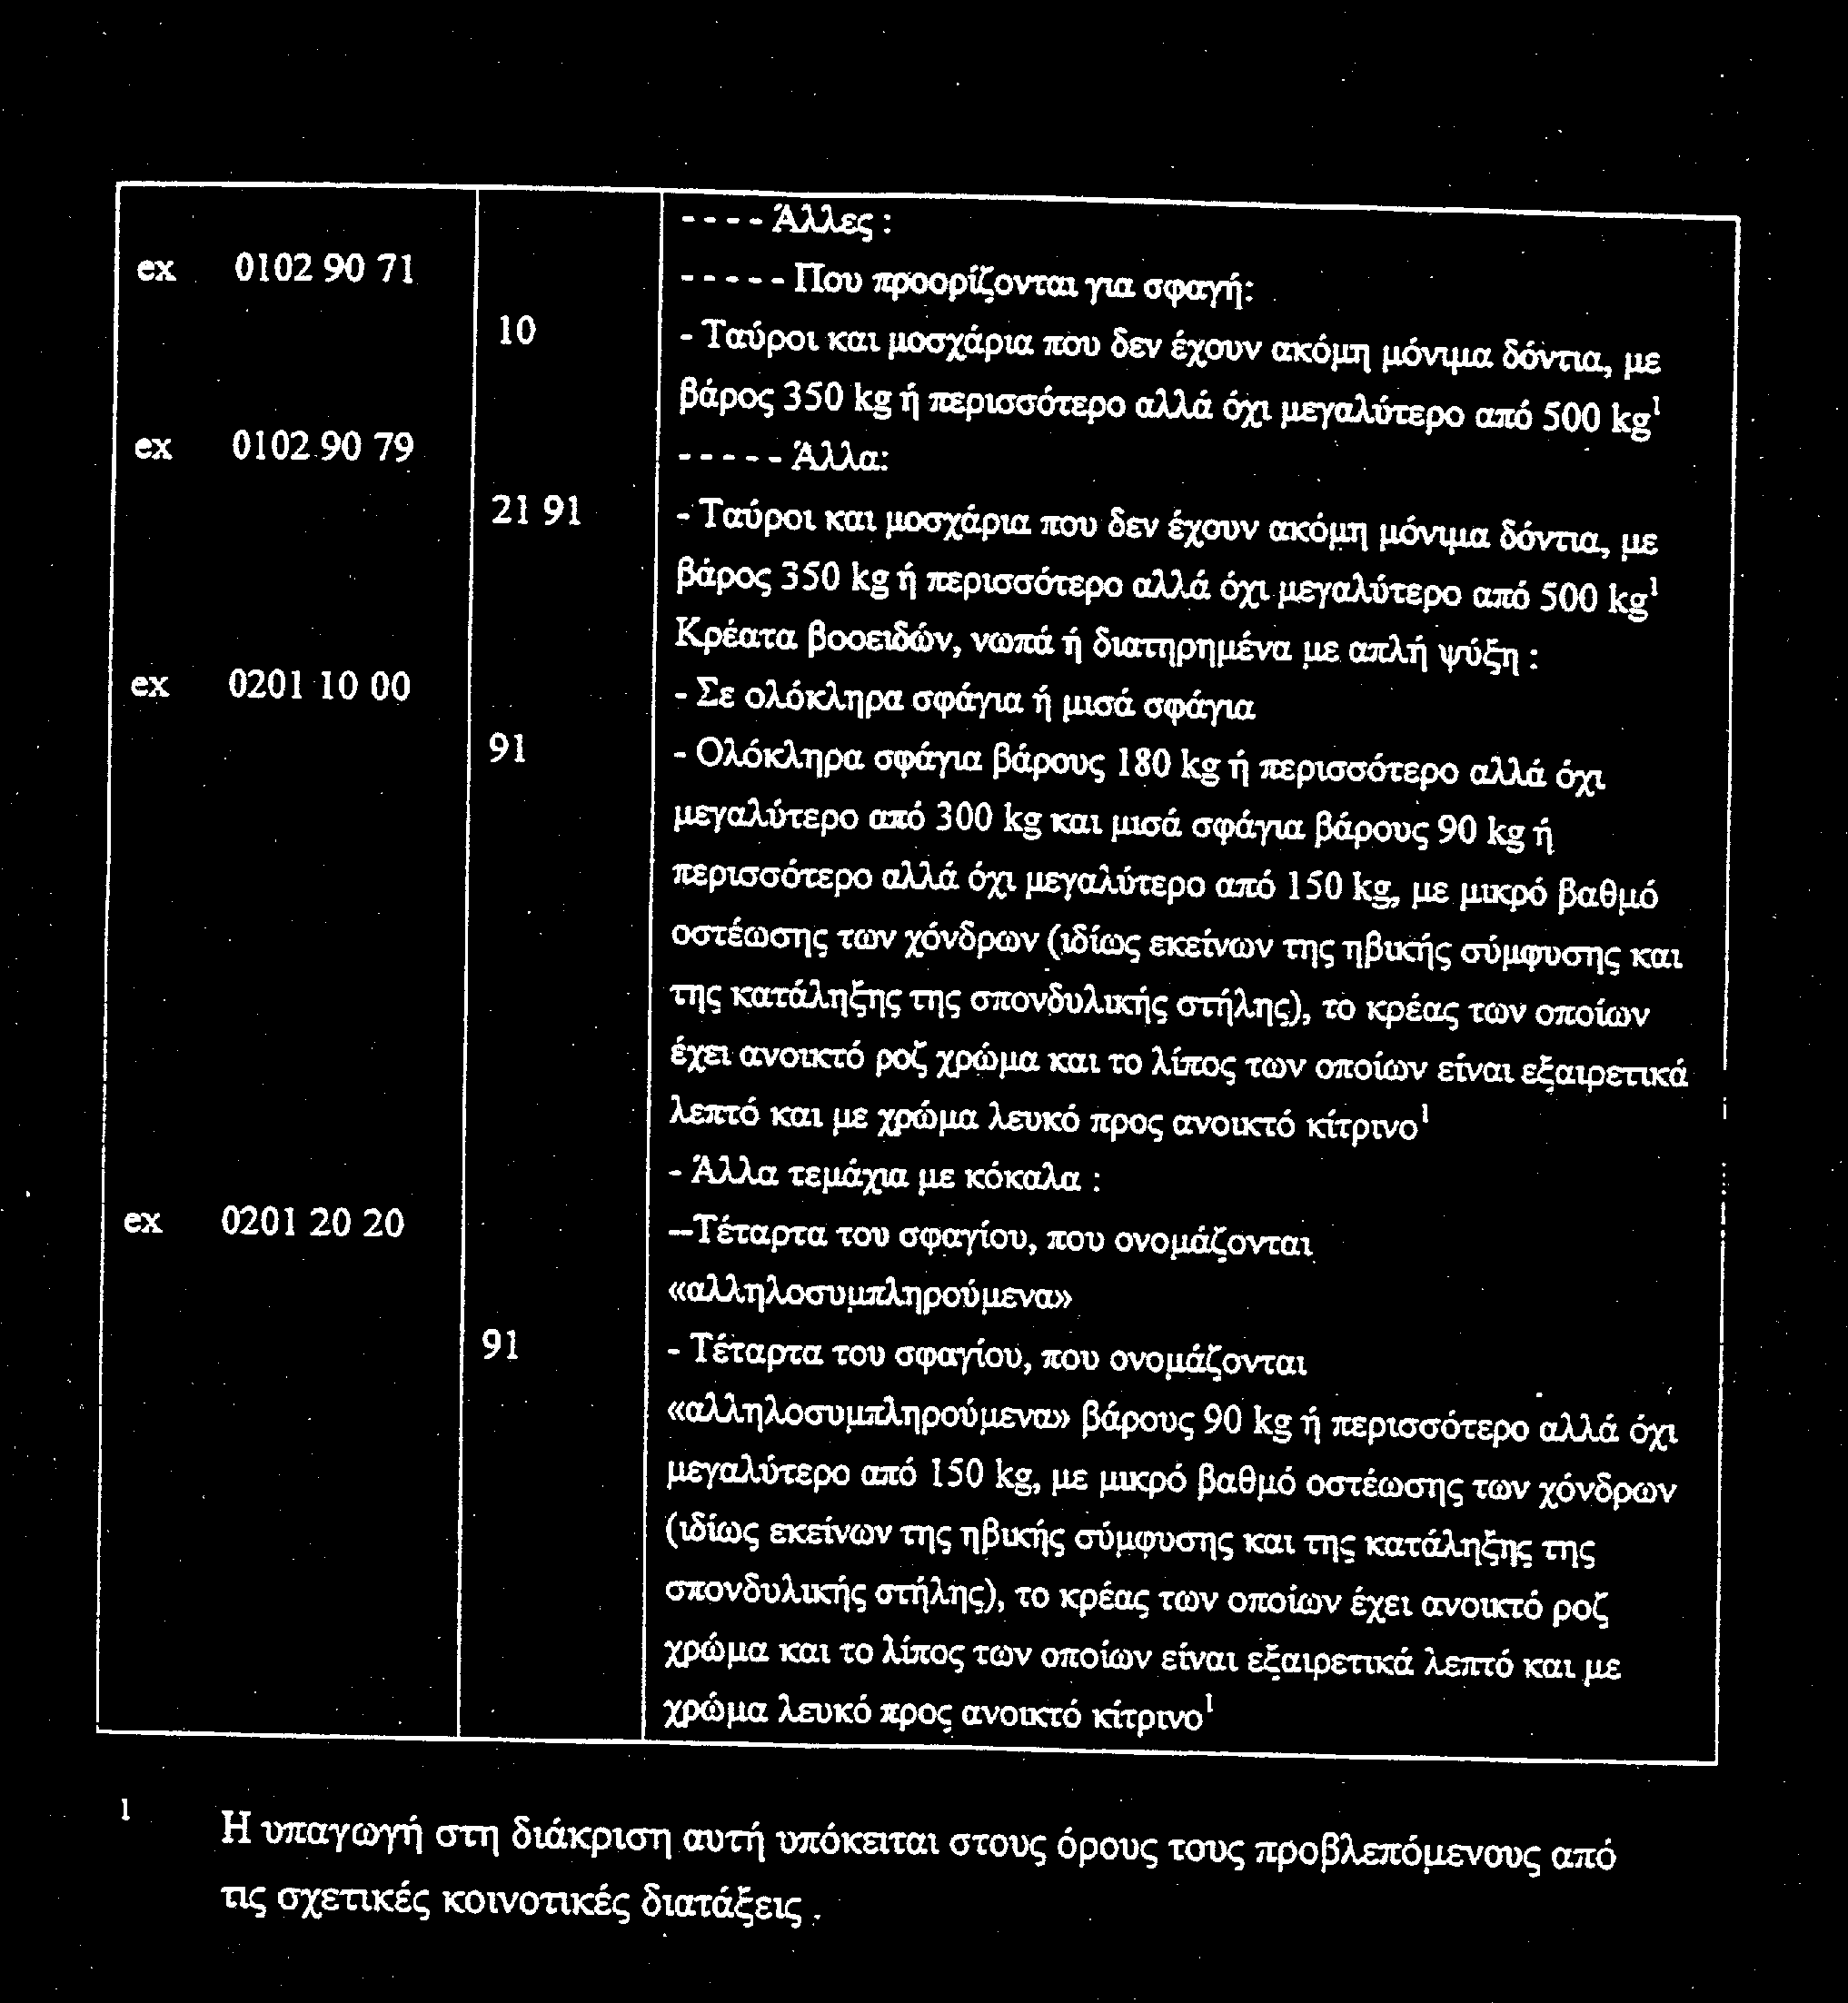 ---- Άλλες :
ex 0102 90 71 ----- Που προορίζονται για σφαγή:
10 - Ταύροι και μοσχάρια που δεν έχουν ακόμη μόνιμα δόντια, με
βάρος 350 kg ή περισσότερο αλλά όχι μεγαλύτερο από 500 kg¹
ex 0102 90 79 ----- Άλλα:
21 91 - Ταύροι και μοσχάρια που δεν έχουν ακόμη μόνιμα δόντια, με
βάρος 350 kg ή περισσότερο αλλά όχι μεγαλύτερο από 500 kg¹
Κρέατα βοοειδών, νωπά ή διατηρημένα με απλή ψύξη :
ex 0201 10 00 - Σε ολόκληρα σφάγια ή μισά σφάγια
91 - Ολόκληρα σφάγια βάρους 180 kg ή περισσότερο αλλά όχι
μεγαλύτερο από 300 kg και μισά σφάγια βάρους 90 kg ή
περισσότερο αλλά όχι μεγαλύτερο από 150 kg, με μικρό βαθμό
οστέωσης των χόνδρων (ιδίως εκείνων της ηβικής σύμφυσης και
της κατάληξης της σπονδυλικής στήλης), το κρέας των οποίων
έχει ανοικτό ροζ χρώμα και το λίπος των οποίων είναι εξαιρετικά
λεπτό και με χρώμα λευκό προς ανοικτό κίτρινο¹
- Άλλα τεμάχια με κόκαλα :
ex 0201 20 20 --Τέταρτα του σφαγίου, που ονομάζονται
«αλληλοσυμπληρούμενα»
91 - Τέταρτα του σφαγίου, που ονομάζονται
«αλληλοσυμπληρούμενα» βάρους 90 kg ή περισσότερο αλλά όχι
μεγαλύτερο από 150 kg, με μικρό βαθμό οστέωσης των χόνδρων
(ιδίως εκείνων της ηβικής σύμφυσης και της κατάληξης της
σπονδυλικής στήλης), το κρέας των οποίων έχει ανοικτό ροζ
χρώμα και το λίπος των οποίων είναι εξαιρετικά λεπτό και με
χρώμα λευκό προς ανοικτό κίτρινο¹
1 Η υπαγωγή στη διάκριση αυτή υπόκειται στους όρους τους προβλεπόμενους από
τις σχετικές κοινοτικές διατάξεις .